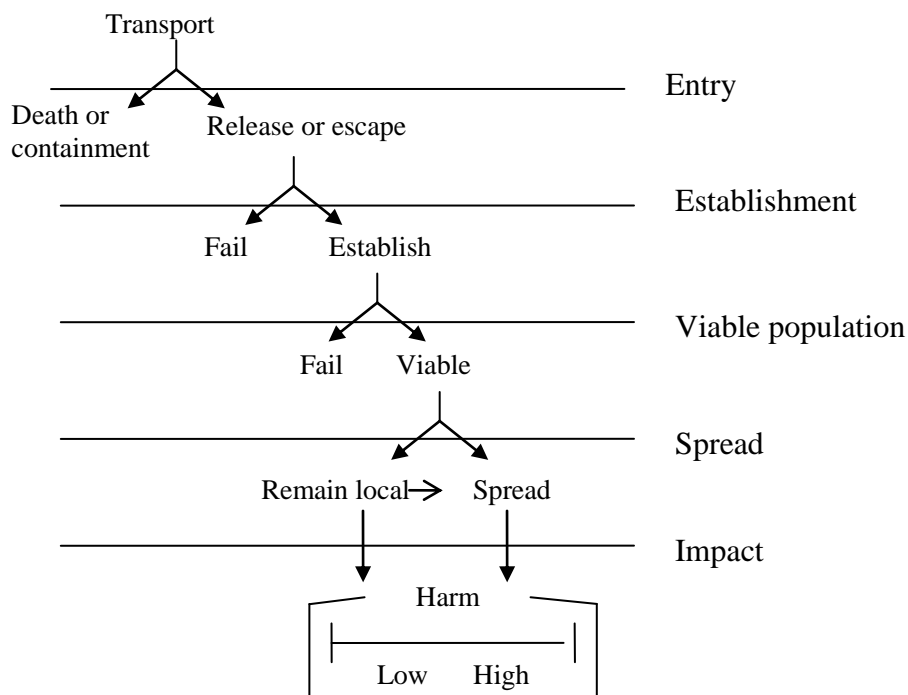 Transport
Entry
Death or
containment
Release or escape
Establishment
Fail
Establish
Viable population
Fail
Viable
Spread
Remain local
Spread
Impact
Harm
Low
High